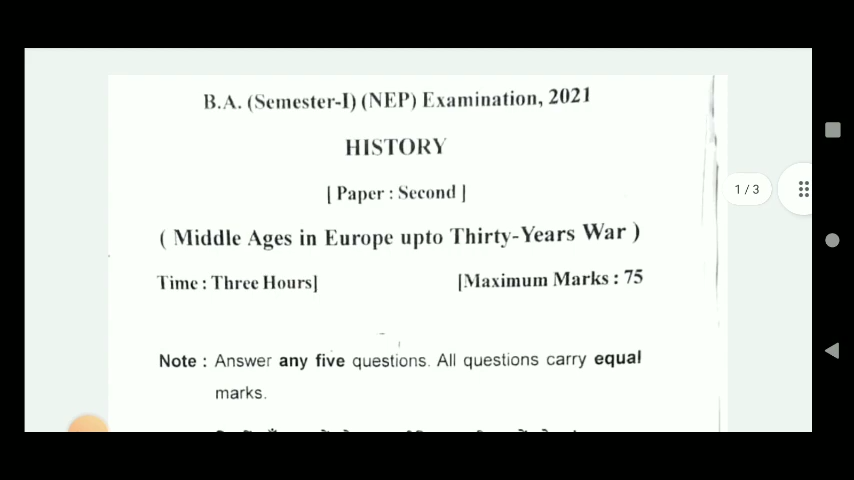 B.A. (Semester-I) (NEP) Examination, 2021
HISTORY
[ Paper : Second ]
1 / 3
( Middle Ages in Europe upto Thirty-Years War )
Time : Three Hours]
[Maximum Marks : 75
Note : Answer any five questions. All questions carry equal
marks.